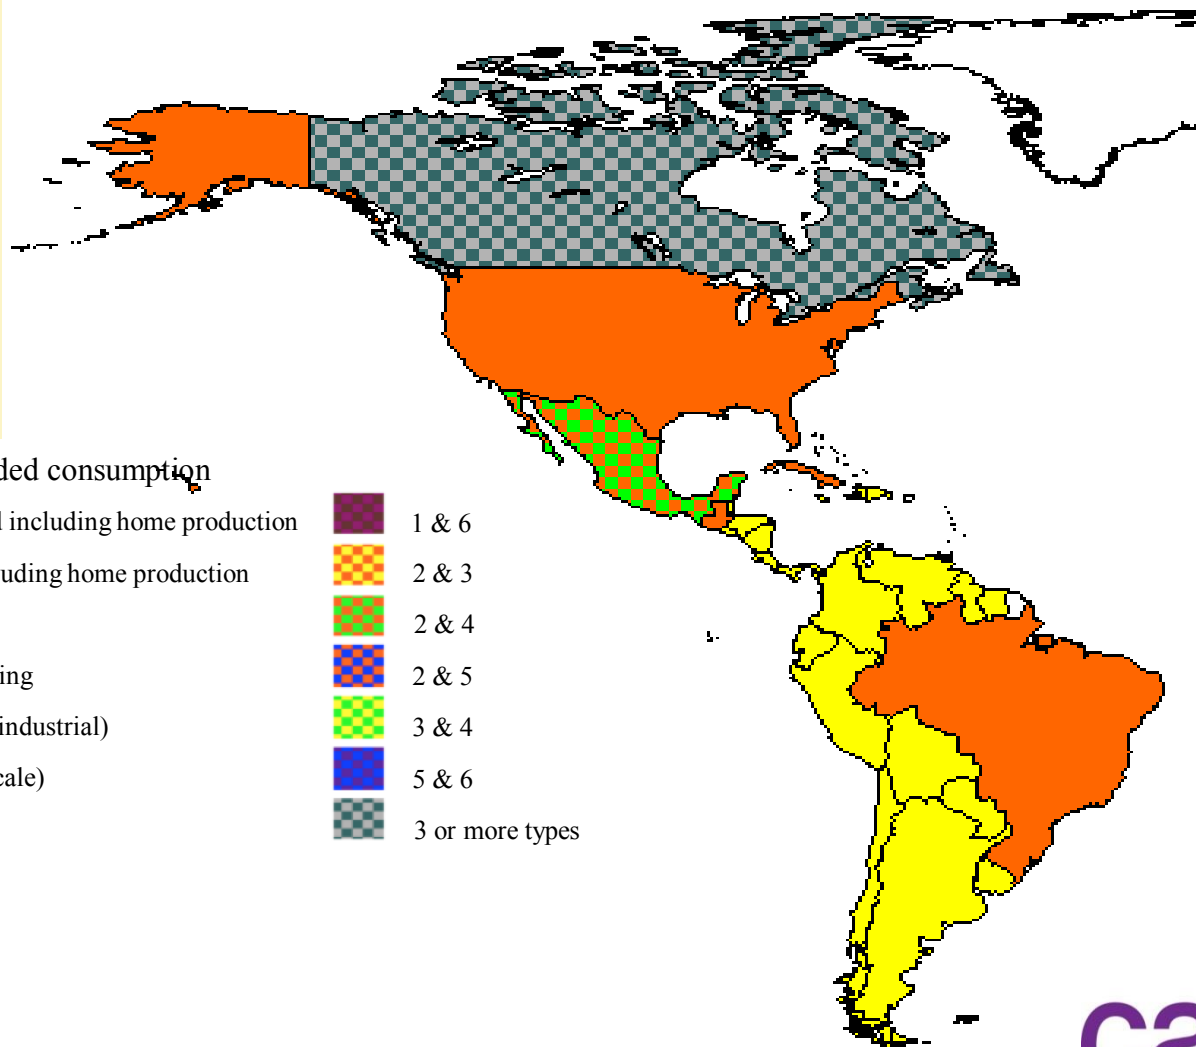 ded consumption
l including home production
uding home production
ing
industrial)
cale)
1 & 6
2 & 3
2 & 4
2 & 5
3 & 4
5 & 6
3 or more types
ca